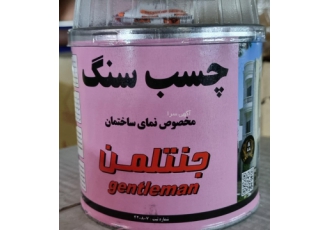 چسب سنگ
مخصوص نمای ساختمان
جنتلمن
gentleman